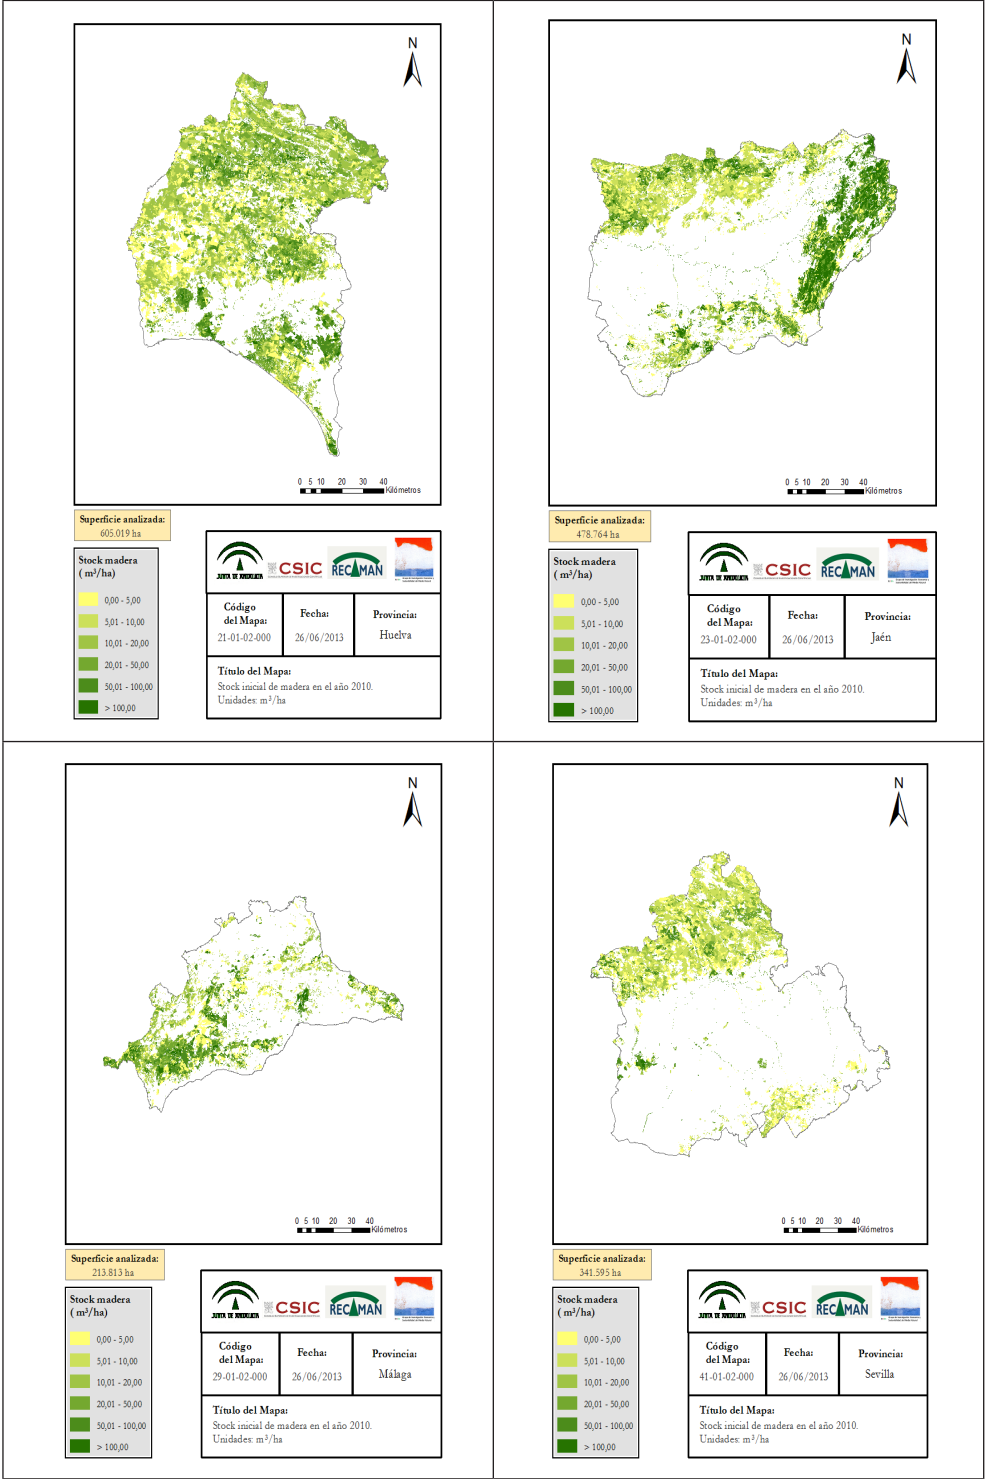 N
0 5 10 20 30 40
Kilómetros
Superficie analizada:
605.019 ha
Stock madera
( m³/ha)
0,00 - 5,00
5,01 - 10,00
10,01 - 20,00
20,01 - 50,00
50,01 - 100,00
> 100,00
JUNTA DE ANDALUCIA
CSIC
RECAMAN
Código
del Mapa:
21-01-02-000
Fecha:
26/06/2013
Provincia:
Huelva
Título del Mapa:
Stock inicial de madera en el año 2010.
Unidades: m³/ha
N
0 5 10 20 30 40
Kilómetros
Superficie analizada:
478.764 ha
Stock madera
( m³/ha)
0,00 - 5,00
5,01 - 10,00
10,01 - 20,00
20,01 - 50,00
50,01 - 100,00
> 100,00
JUNTA DE ANDALUCIA
CSIC
RECAMAN
Código
del Mapa:
23-01-02-000
Fecha:
26/06/2013
Provincia:
Jaén
Título del Mapa:
Stock inicial de madera en el año 2010.
Unidades: m³/ha
N
0 5 10 20 30 40
Kilómetros
Superficie analizada:
213.813 ha
Stock madera
( m³/ha)
0,00 - 5,00
5,01 - 10,00
10,01 - 20,00
20,01 - 50,00
50,01 - 100,00
> 100,00
JUNTA DE ANDALUCIA
CSIC
RECAMAN
Código
del Mapa:
29-01-02-000
Fecha:
26/06/2013
Provincia:
Málaga
Título del Mapa:
Stock inicial de madera en el año 2010.
Unidades: m³/ha
N
0 5 10 20 30 40
Kilómetros
Superficie analizada:
341.595 ha
Stock madera
( m³/ha)
0,00 - 5,00
5,01 - 10,00
10,01 - 20,00
20,01 - 50,00
50,01 - 100,00
> 100,00
JUNTA DE ANDALUCIA
CSIC
RECAMAN
Código
del Mapa:
41-01-02-000
Fecha:
26/06/2013
Provincia:
Sevilla
Título del Mapa:
Stock inicial de madera en el año 2010.
Unidades: m³/ha